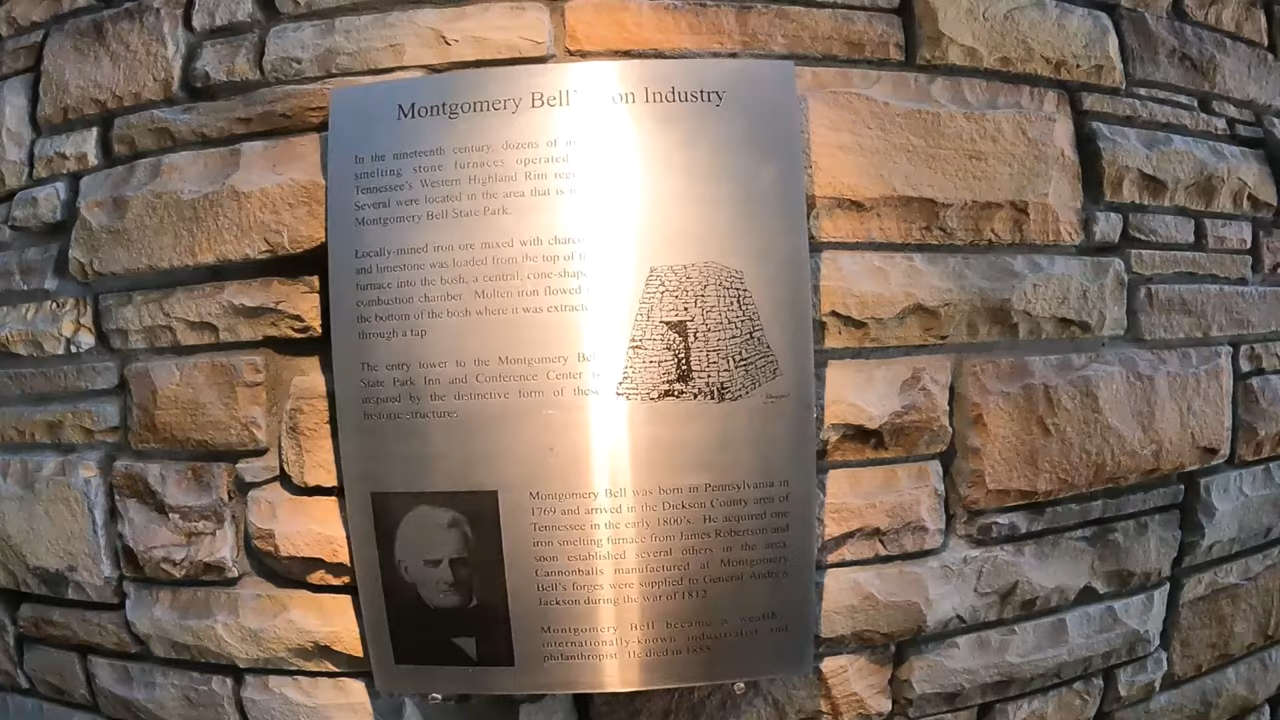 Montgomery Bell' on Industry
In the nineteenth century, dozens of
smelting stone furnaces operated
Tennessee's Western Highland Rim
Several were located in the area that is
Montgomery Bell State Park.
Locally-mined iron ore mixed with
and limestone was loaded from the top of
furnace into the bosh, a central,
combustion chamber. Molten iron flowed
the bottom of the bosh where it was
through a tap
The entry tower to the Montgomery
State Park Inn and Conference Center
inspired by the distinctive form of these
historic structures
Montgomery Bell was born in Pennsylvania in
1769 and arrived in the Dickson County area of
Tennessee in the early 1800's. He acquired one
iron smelting furnace from James Robertson and
soon established several others in the area.
Cannonballs manufactured at Montgomery
Bell's forges were supplied to General Andrew
Jackson during the war of 1812
Montgomery Bell became a wealthy,
internationally-known industrialist and
philanthropist. He died in 1855.